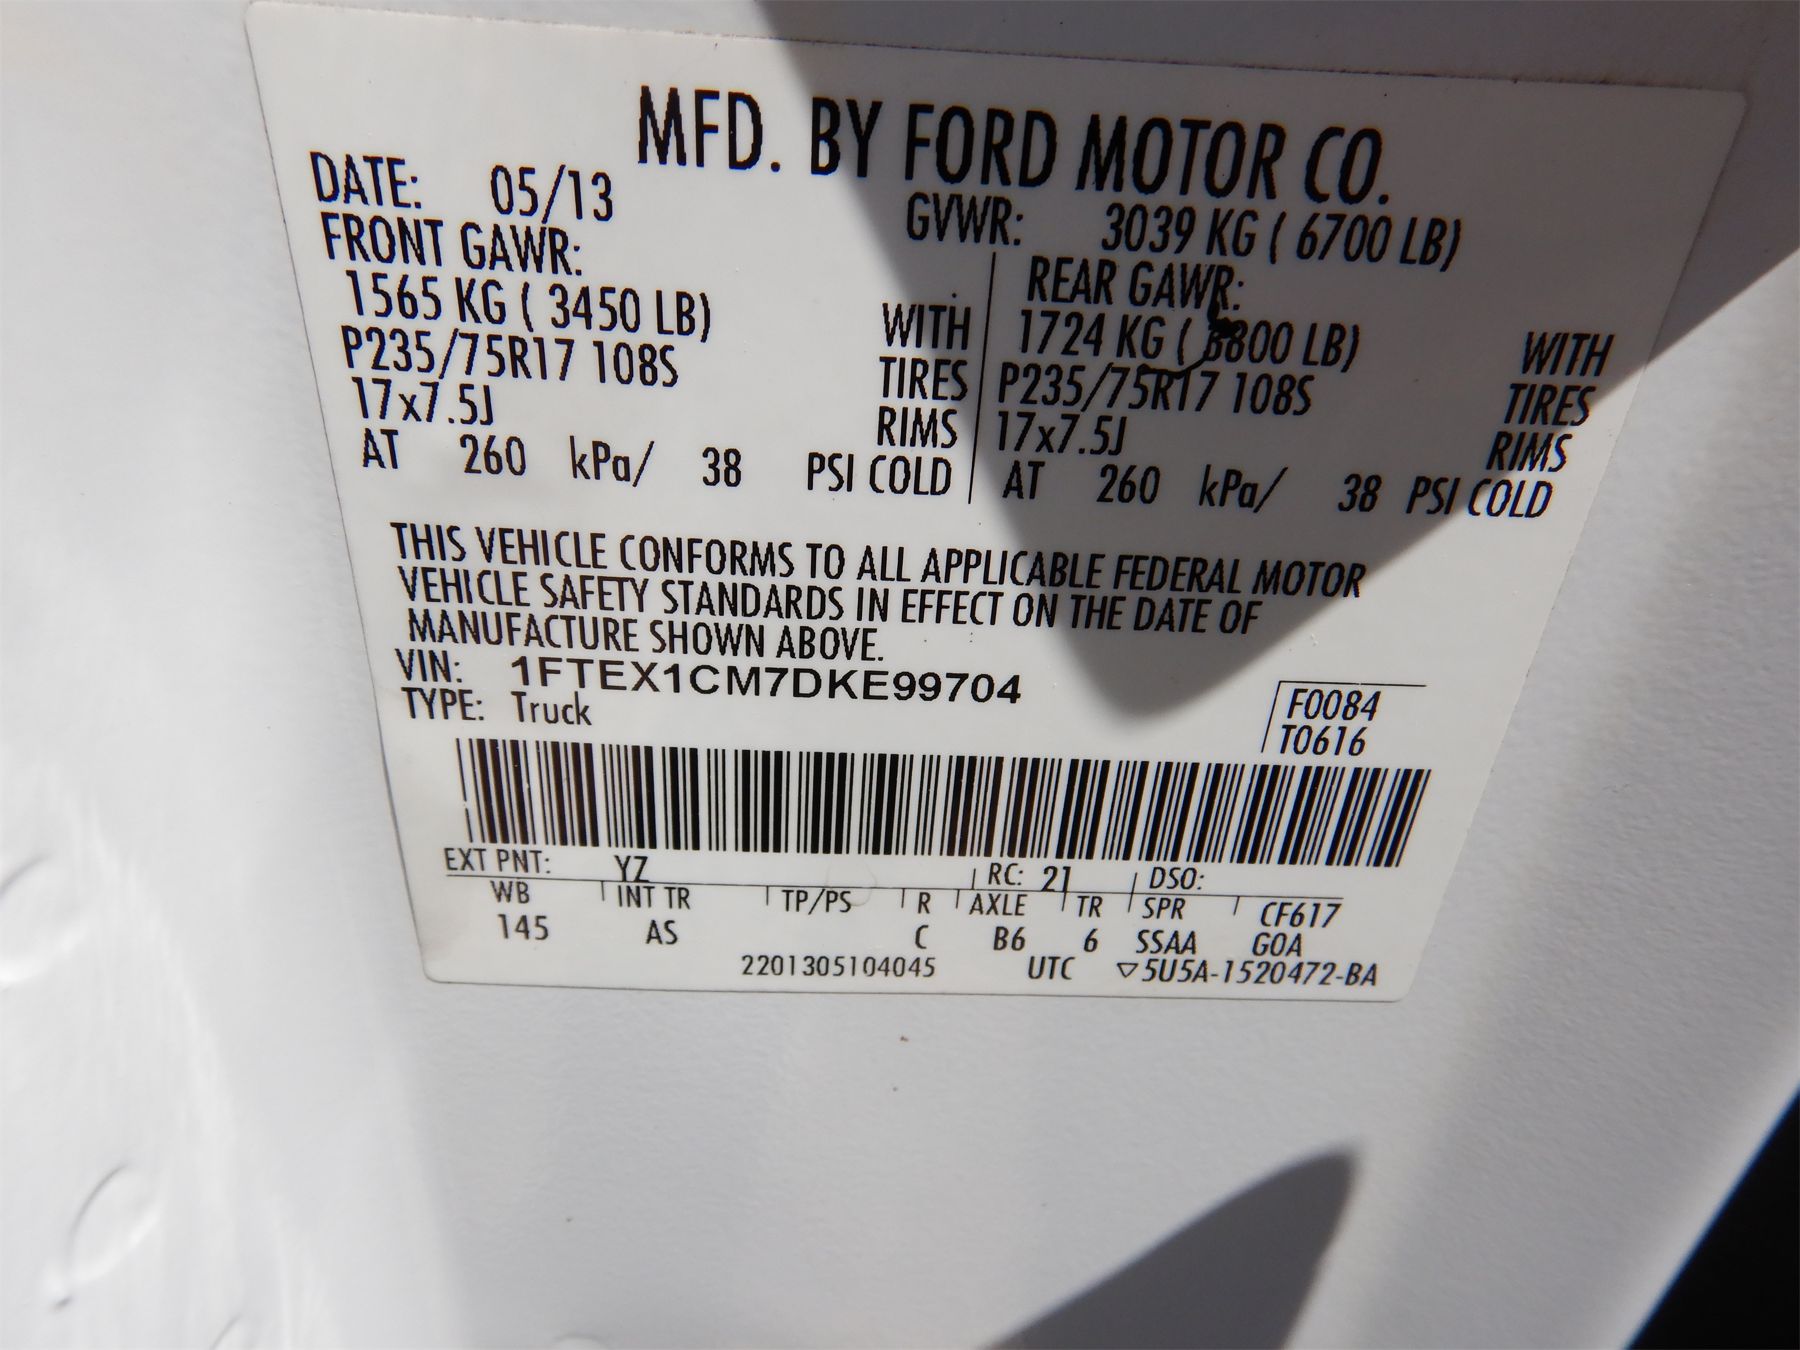 MFD. BY FORD MOTOR CO.
DATE: 05/13 GVWR: 3039 KG ( 6700 LB)
FRONT GAWR: REAR GAWR:
1565 KG ( 3450 LB) WITH 1724 KG ( 3800 LB) WITH
P235/75R17 108S TIRES P235/75R17 108S TIRES
17x7.5J RIMS 17x7.5J RIMS
AT 260 kPa/ 38 PSI COLD AT 260 kPa/ 38 PSI COLD
THIS VEHICLE CONFORMS TO ALL APPLICABLE FEDERAL MOTOR
VEHICLE SAFETY STANDARDS IN EFFECT ON THE DATE OF
MANUFACTURE SHOWN ABOVE.
VIN: 1FTEX1CM7DKE99704
TYPE: Truck
F0084
T0616
EXT PNT: YZ RC: 21 DSO:
WB INT TR TP/PS R AXLE TR SPR CF617
145 AS C B6 6 SSAA GOA
2201305104045 UTC ▽5U5A-1520472-BA